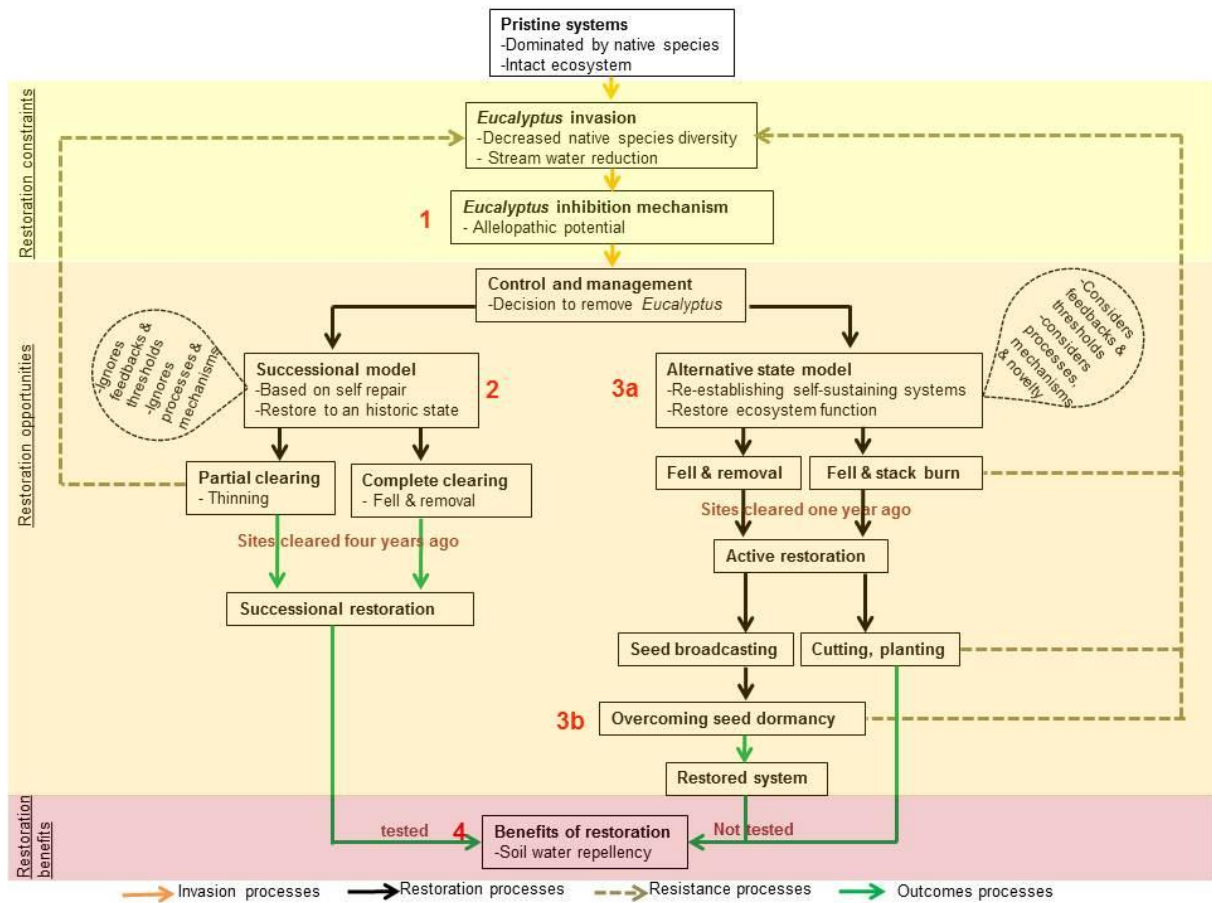 Pristine systems
-Dominated by native species
-Intact ecosystem
Restoration constraints
Eucalyptus invasion
-Decreased native species diversity
- Stream water reduction
1
Eucalyptus inhibition mechanism
- Allelopathic potential
Restoration opportunities
Control and management
-Decision to remove Eucalyptus
-Ignores
feedbacks &
thresholds
-Ignores
processes &
mechanisms
Successional model
-Based on self repair
-Restore to an historic state
2
3a
Alternative state model
-Re-establishing self-sustaining systems
-Restore ecosystem function
-Considers
feedbacks &
thresholds
-considers
processes,
mechanisms
& novelty
Partial clearing
- Thinning
Complete clearing
- Fell & removal
Fell & removal
Fell & stack burn
Sites cleared four years ago
Sites cleared one year ago
Active restoration
Successional restoration
Seed broadcasting
Cutting, planting
3b
Overcoming seed dormancy
Restored system
Restoration
benefits
tested
4
Benefits of restoration
-Soil water repellency
Not tested
Invasion processes
Restoration processes
Resistance processes
Outcomes processes